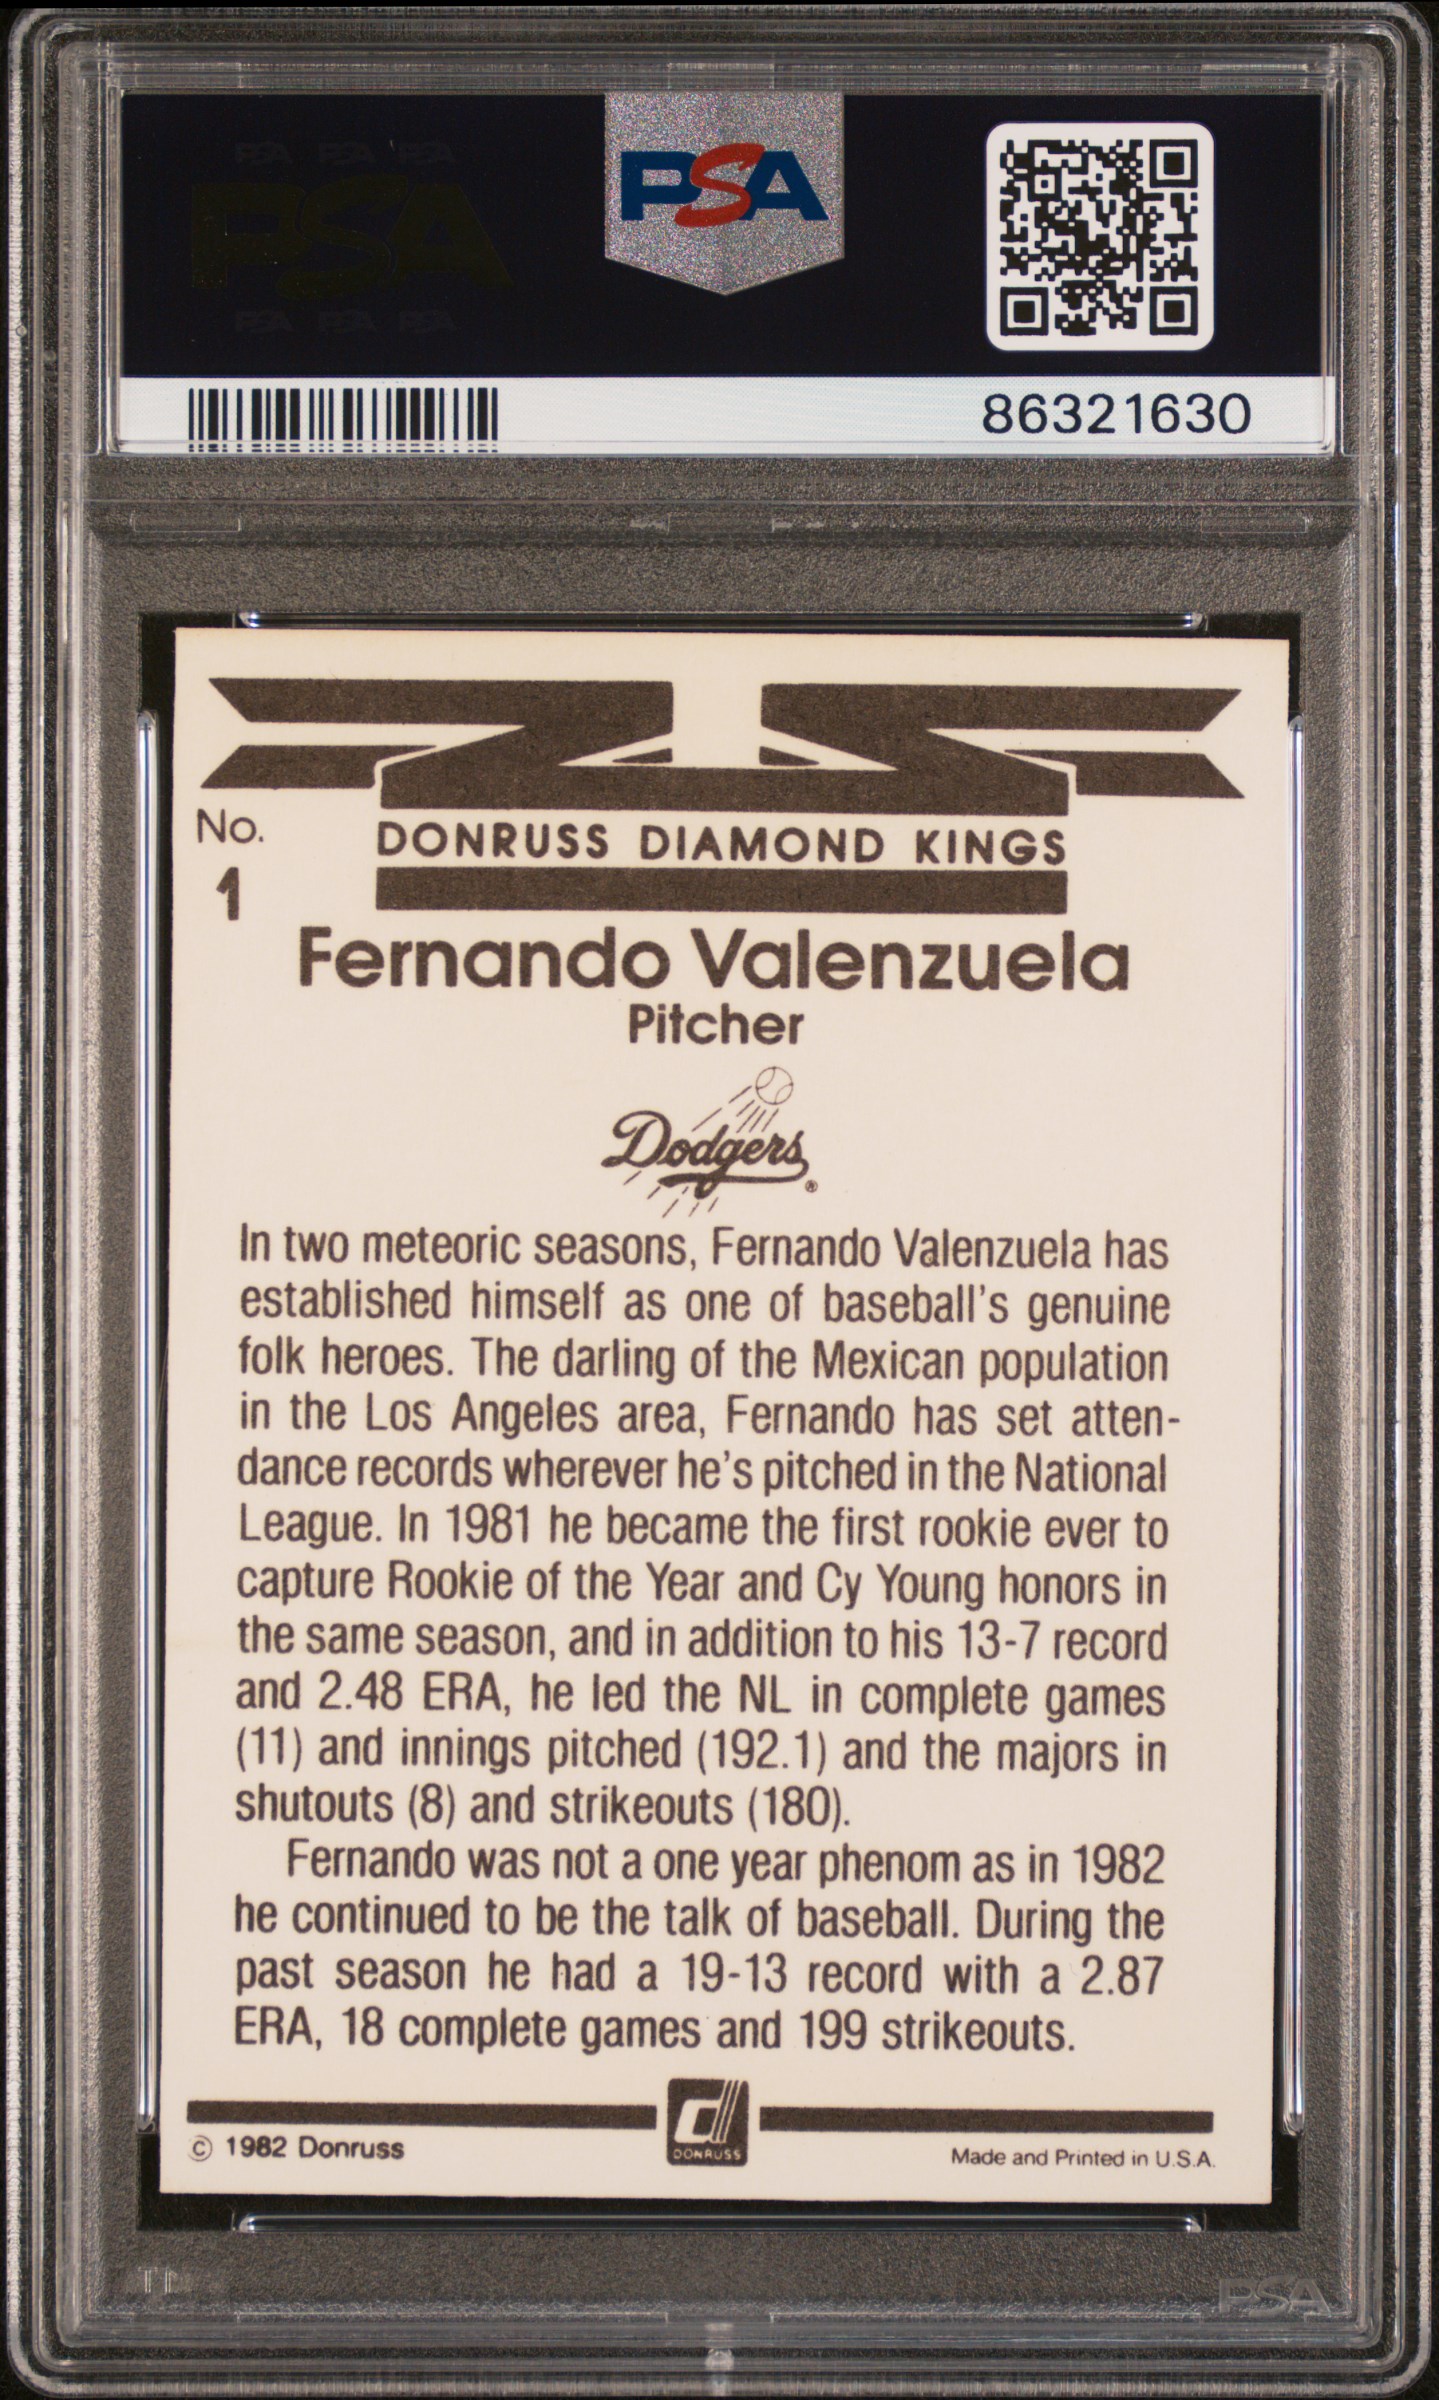 PSA PSA PSA
PSA
PSA PSA PSA
PSA
86321630
No.
1
DONRUSS DIAMOND KINGS
Fernando Valenzuela
Pitcher
Dodgers
®
In two meteoric seasons, Fernando Valenzuela has
established himself as one of baseball's genuine
folk heroes. The darling of the Mexican population
in the Los Angeles area, Fernando has set atten-
dance records wherever he's pitched in the National
League. In 1981 he became the first rookie ever to
capture Rookie of the Year and Cy Young honors in
the same season, and in addition to his 13-7 record
and 2.48 ERA, he led the NL in complete games
(11) and innings pitched (192.1) and the majors in
shutouts (8) and strikeouts (180).
Fernando was not a one year phenom as in 1982
he continued to be the talk of baseball. During the
past season he had a 19-13 record with a 2.87
ERA, 18 complete games and 199 strikeouts.
© 1982 Donruss
DONRUSS
Made and Printed in U.S.A.
PSA